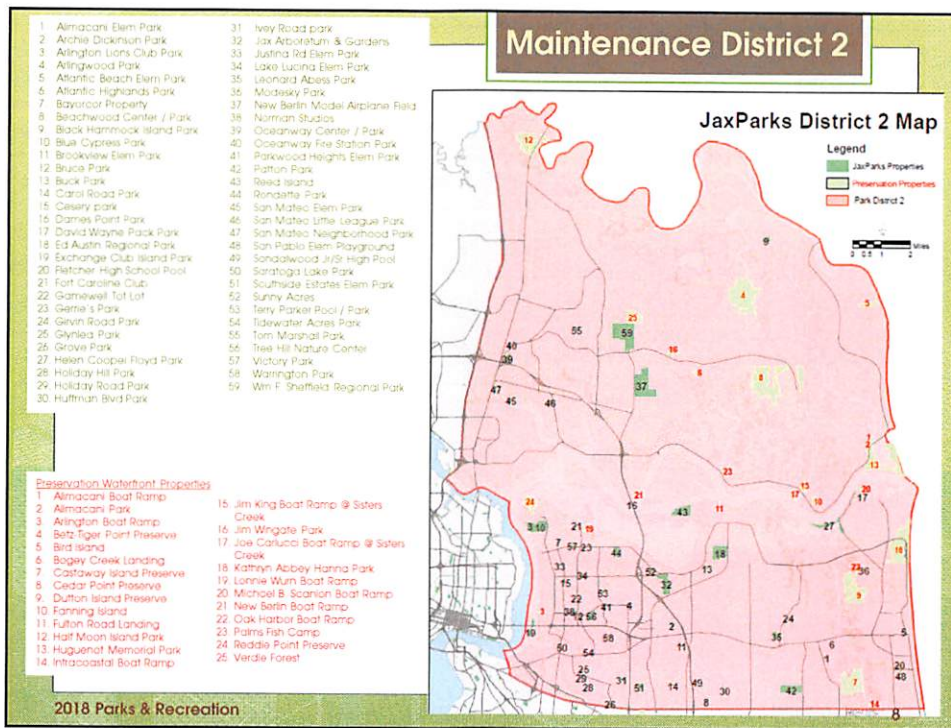 Maintenance District 2
1 Alimacani Elem Park
2 Archie Dickinson Park
3 Arlington Lions Club Park
4 Arlingwood Park
5 Atlantic Beach Elem Park
6 Atlantic Highlands Park
7 Bayorcor Property
8 Beachwood Center / Park
9 Black Hammock Island Park
10 Blue Cypress Park
11 Brookview Elem Park
12 Bruce Park
13 Buck Park
14 Carol Road Park
15 Cesery park
16 Dames Point Park
17 David Wayne Pack Park
18 Ed Austin Regional Park
19 Exchange Club Island Park
20 Fletcher High School Pool
21 Fort Caroline Club
22 Gamewell Tot Lot
23 Gerrie's Park
24 Girvin Road Park
25 Glynlea Park
26 Grove Park
27 Helen Cooper Floyd Park
28 Holiday Hill Park
29 Holiday Road Park
30 Huffman Blvd Park
31 Ivey Road park
32 Jax Arboretum & Gardens
33 Justina Rd Elem Park
34 Lake Lucina Elem Park
35 Leonard Abess Park
36 Modesky Park
37 New Berlin Model Airplane Field
38 Norman Studios
39 Oceanway Center / Park
40 Oceanway Fire Station Park
41 Parkwood Heights Elem Park
42 Patton Park
43 Reed Island
44 Rondette Park
45 San Mateo Elem Park
46 San Mateo Little League Park
47 San Mateo Neighborhood Park
48 San Pablo Elem Playground
49 Sandalwood Jr/Sr High Pool
50 Saratoga Lake Park
51 Southside Estates Elem Park
52 Sunny Acres
53 Terry Parker Pool / Park
54 Tidewater Acres Park
55 Tom Marshall Park
56 Tree Hill Nature Center
57 Victory Park
58 Warrington Park
59 Wm F. Sheffield Regional Park
Preservation Waterfront Properties
1 Alimacani Boat Ramp
2 Alimacani Park
3 Arlington Boat Ramp
4 Betz-Tiger Point Preserve
5 Bird Island
6 Bogey Creek Landing
7 Castaway Island Preserve
8 Cedar Point Preserve
9. Dutton Island Preserve
10 Fanning Island
11 Fulton Road Landing
12 Half Moon Island Park
13. Huguenot Memorial Park
14. Intracoastal Boat Ramp
15 Jim King Boat Ramp @ Sisters
Creek
16 Jim Wingate Park
17 Joe Carlucci Boat Ramp @ Sisters
Creek
18 Kathryn Abbey Hanna Park
19 Lonnie Wurn Boat Ramp
20 Michael B. Scanlon Boat Ramp
21 New Berlin Boat Ramp
22 Oak Harbor Boat Ramp
23 Palms Fish Camp
24 Reddie Point Preserve
25 Verdie Forest
JaxParks District 2 Map
Legend
JaxParks Properties
Preservation Properties
Park District 2
0 0.5 1 2
Miles
2018 Parks & Recreation
8